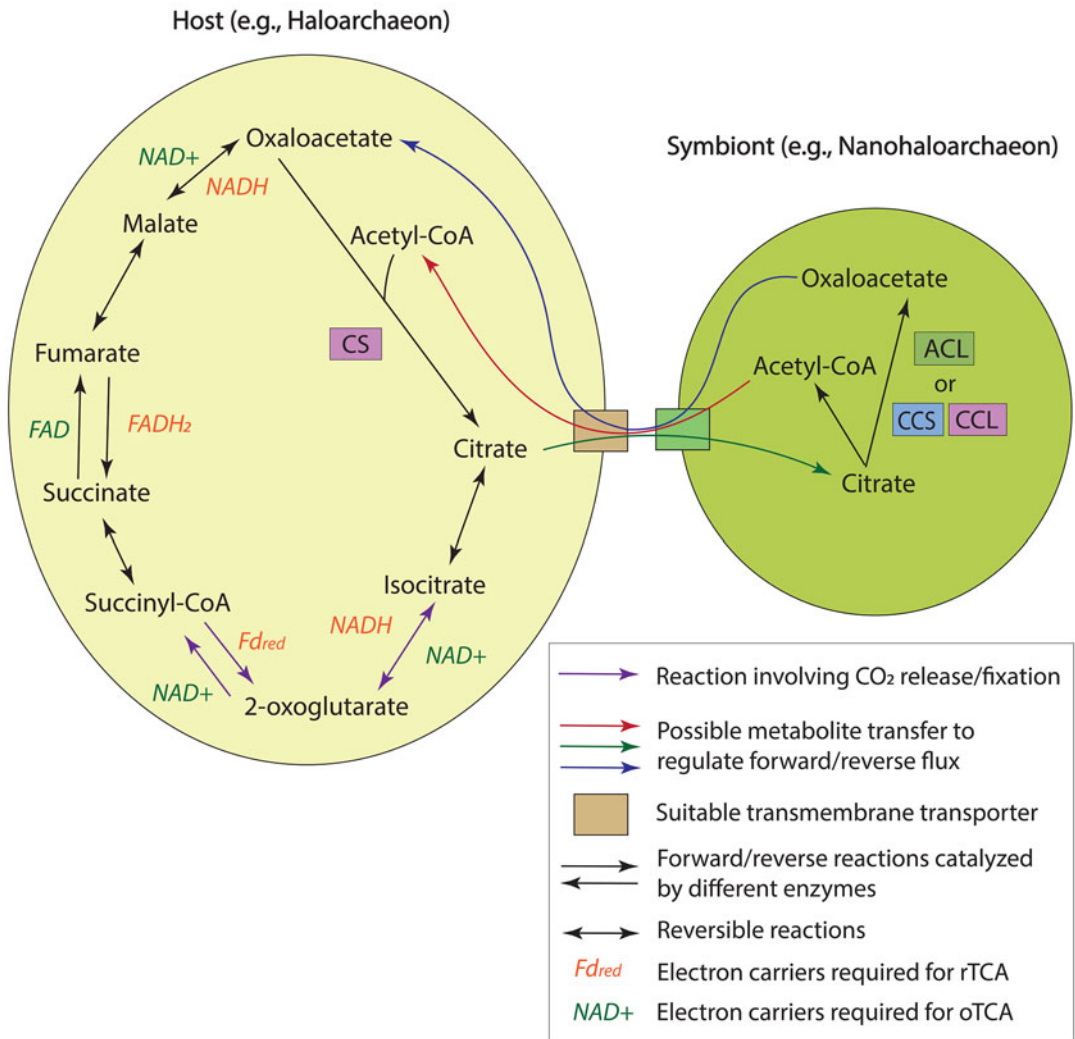 Host (e.g., Haloarchaeon)
Symbiont (e.g., Nanohaloarchaeon)
Oxaloacetate
NAD+
NADH
Malate
Acetyl-CoA
CS
Fumarate
FAD
FADH₂
Succinate
Citrate
Isocitrate
Succinyl-CoA
Fdred
NADH
NAD+
NAD+
2-oxoglutarate
Oxaloacetate
Acetyl-CoA
ACL
or
CCS CCL
Citrate
Reaction involving CO₂ release/fixation
Possible metabolite transfer to
regulate forward/reverse flux
Suitable transmembrane transporter
Forward/reverse reactions catalyzed
by different enzymes
Reversible reactions
Fdred Electron carriers required for rTCA
NAD+ Electron carriers required for oTCA